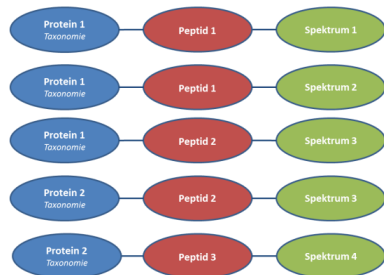 Protein 1
Taxonomie
Peptid 1
Spektrum 1
Protein 1
Taxonomie
Peptid 1
Spektrum 2
Protein 1
Taxonomie
Peptid 2
Spektrum 3
Protein 2
Taxonomie
Peptid 2
Spektrum 3
Protein 2
Taxonomie
Peptid 3
Spektrum 4